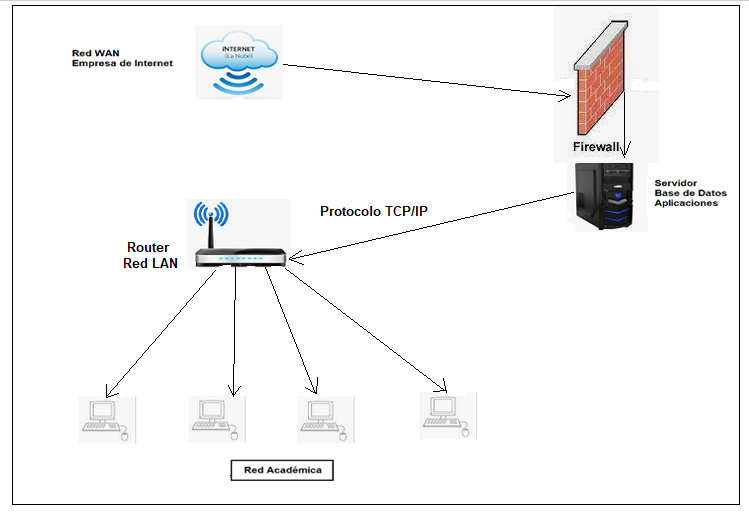 Red WAN
Empresa de Internet
iNTERNET
(La Nube)
Firewall
Servidor
Base de Datos
Aplicaciones
Protocolo TCP/IP
Router
Red LAN
Red Académica